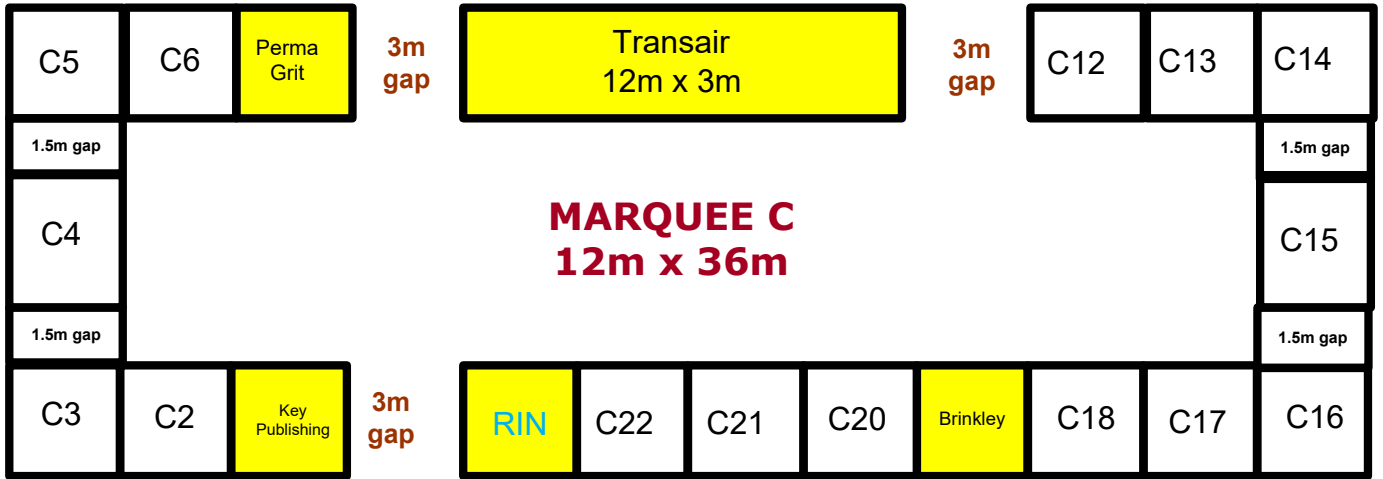 C5
C6
Perma
Grit
3m
gap
Transair
12m x 3m
3m
gap
C12
C13
C14
1.5m gap
1.5m gap
C4
MARQUEE C
12m x 36m
C15
1.5m gap
1.5m gap
C3
C2
Key
Publishing
3m
gap
RIN
C22
C21
C20
Brinkley
C18
C17
C16